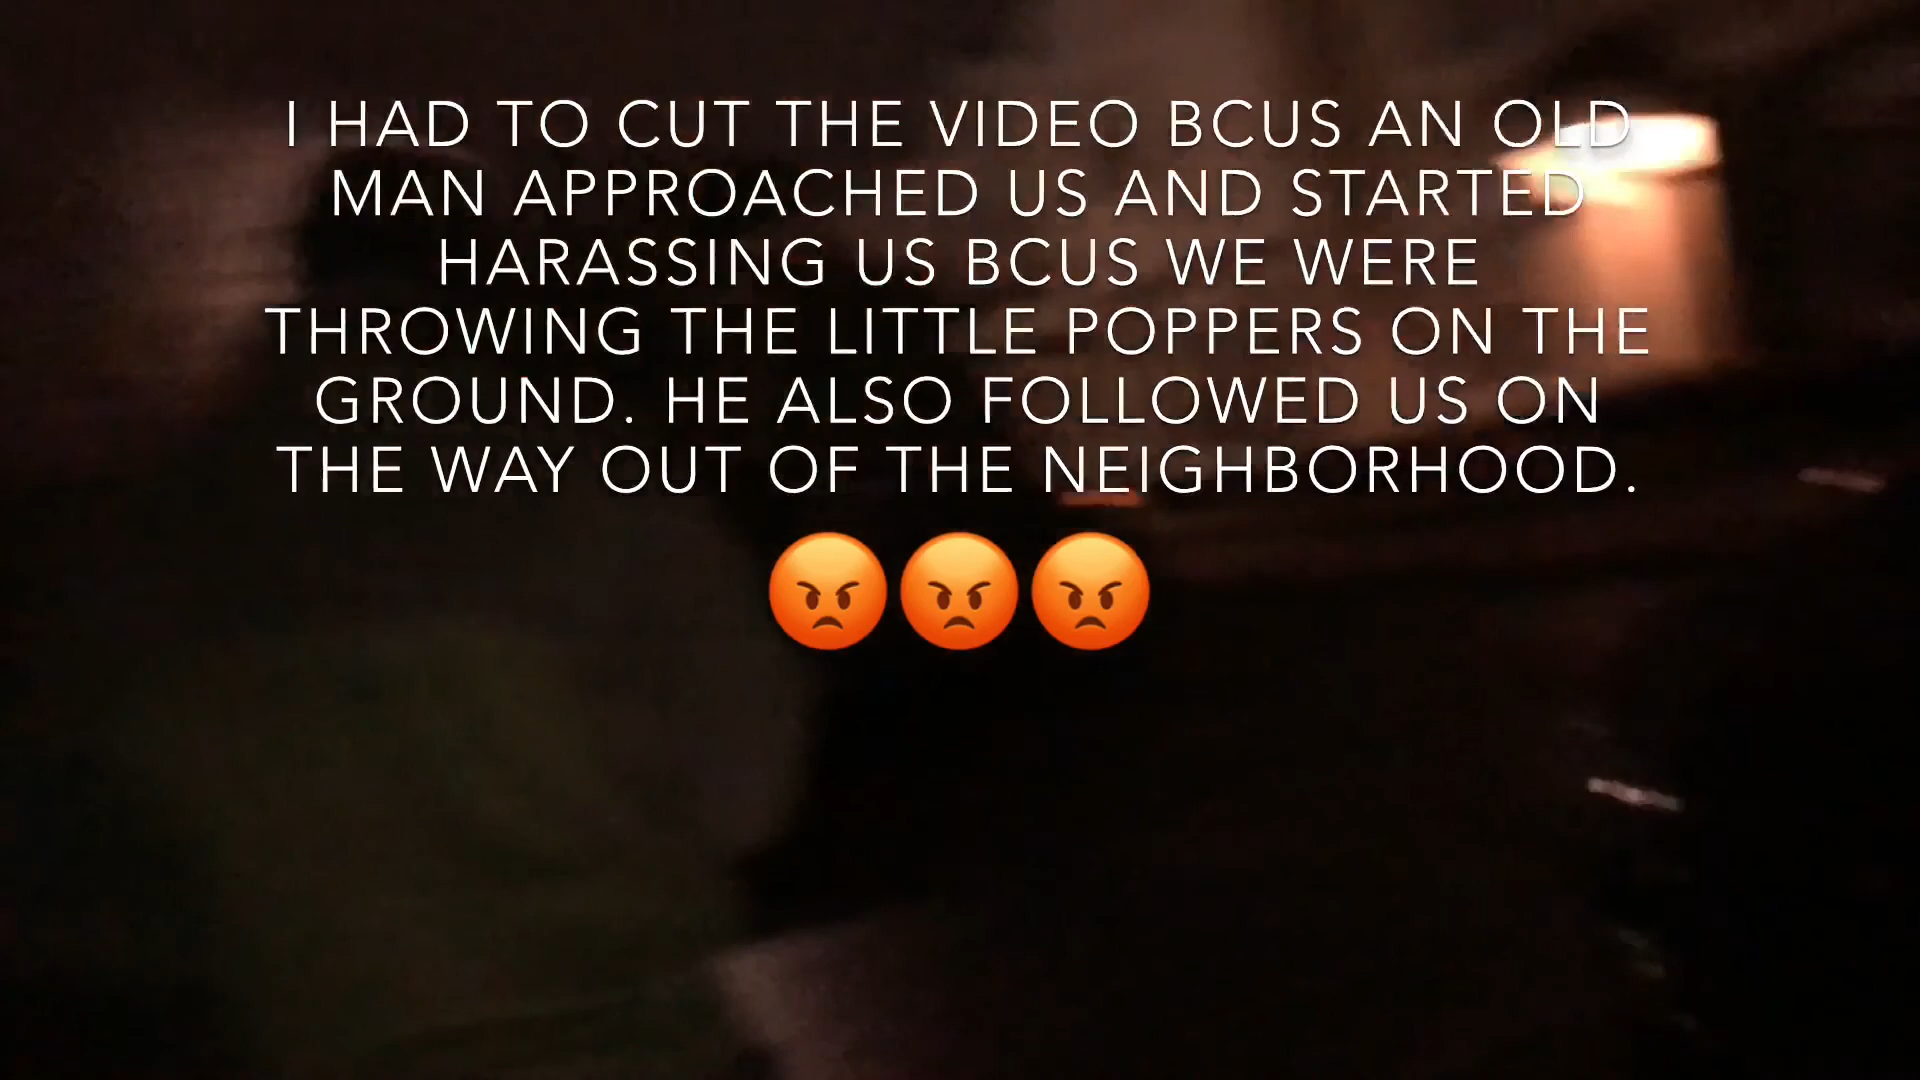 I HAD TO CUT THE VIDEO BCUS AN OLD
MAN APPROACHED US AND STARTED
HARASSING US BCUS WE WERE
THROWING THE LITTLE POPPERS ON THE
GROUND. HE ALSO FOLLOWED US ON
THE WAY OUT OF THE NEIGHBORHOOD.
😡😡😡